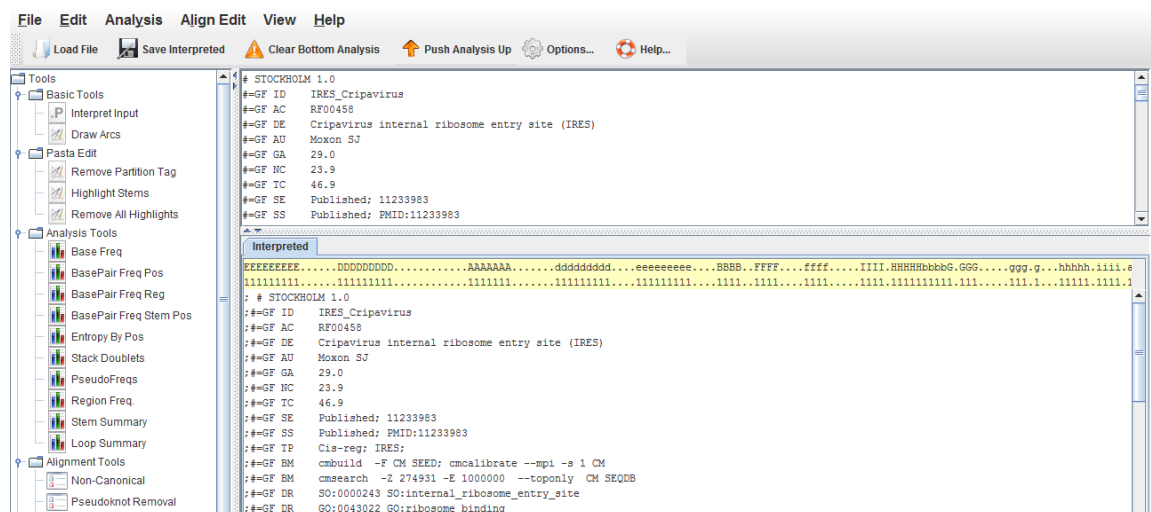 File Edit Analysis Align Edit View Help
Load File Save Interpreted Clear Bottom Analysis Push Analysis Up Options... Help...
Tools
Basic Tools
.P Interpret Input
Draw Arcs
Pasta Edit
Remove Partition Tag
Highlight Stems
Remove All Highlights
Analysis Tools
Base Freq
BasePair Freq Pos
BasePair Freq Reg
BasePair Freq Stem Pos
Entropy By Pos
Stack Doublets
PseudoFreqs
Region Freq.
Stem Summary
Loop Summary
Alignment Tools
Non-Canonical
Pseudoknot Removal
# STOCKHOLM 1.0
#=GF ID IRES_Cripavirus
#=GF AC RF00458
#=GF DE Cripavirus internal ribosome entry site (IRES)
#=GF AU Moxon SJ
#=GF GA 29.0
#=GF NC 23.9
#=GF TC 46.9
#=GF SE Published; 11233983
#=GF SS Published; PMID:11233983
Interpreted
EEEEEEEEE......DDDDDDDDD...........AAAAAAA.......ddddddddd....eeeeeeeee....BBBB..FFFF....ffff.....IIII.HHHHHbbbbG.GGG.....ggg.g...hhhhh.iiii.a
111111111......111111111...........1111111.......111111111....111111111....1111..1111....1111.....1111.1111111111.111.....111.1...11111.1111.1
; # STOCKHOLM 1.0
;#=GF ID IRES_Cripavirus
;#=GF AC RF00458
;#=GF DE Cripavirus internal ribosome entry site (IRES)
;#=GF AU Moxon SJ
;#=GF GA 29.0
;#=GF NC 23.9
;#=GF TC 46.9
;#=GF SE Published; 11233983
;#=GF SS Published; PMID:11233983
;#=GF TP Cis-reg; IRES;
;#=GF BM cmbuild -F CM SEED; cmcalibrate --mpi -s 1 CM
;#=GF BM cmsearch -Z 274931 -E 1000000 --toponly CM SEQDB
;#=GF DR SO:0000243 SO:internal_ribosome_entry_site
;#=GF DR GO:0043022 GO:ribosome binding